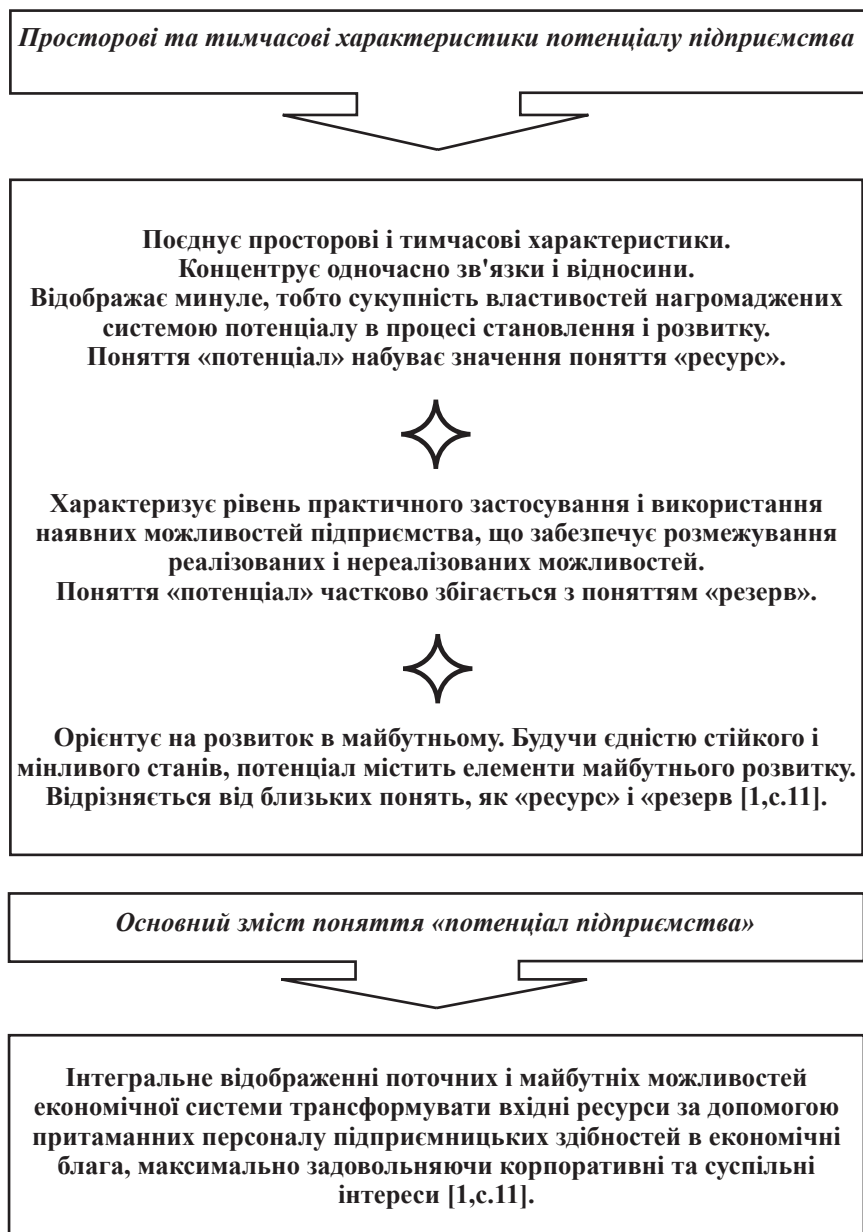 Просторові та тимчасові характеристики потенціалу підприємства
Поєднує просторові і тимчасові характеристики.
Концентрує одночасно зв'язки і відносини.
Відображає минуле, тобто сукупність властивостей нагромаджених
системою потенціалу в процесі становлення і розвитку.
Поняття «потенціал» набуває значення поняття «ресурс».
Характеризує рівень практичного застосування і використання
наявних можливостей підприємства, що забезпечує розмежування
реалізованих і нереалізованих можливостей.
Поняття «потенціал» частково збігається з поняттям «резерв».
Орієнтує на розвиток в майбутньому. Будучи єдністю стійкого і
мінливого станів, потенціал містить елементи майбутнього розвитку.
Відрізняється від близьких понять, як «ресурс» і «резерв [1,с.11].
Основний зміст поняття «потенціал підприємства»
Інтегральне відображенні поточних і майбутніх можливостей
економічної системи трансформувати вхідні ресурси за допомогою
притаманних персоналу підприємницьких здібностей в економічні
блага, максимально задовольняючи корпоративні та суспільні
інтереси [1,с.11].